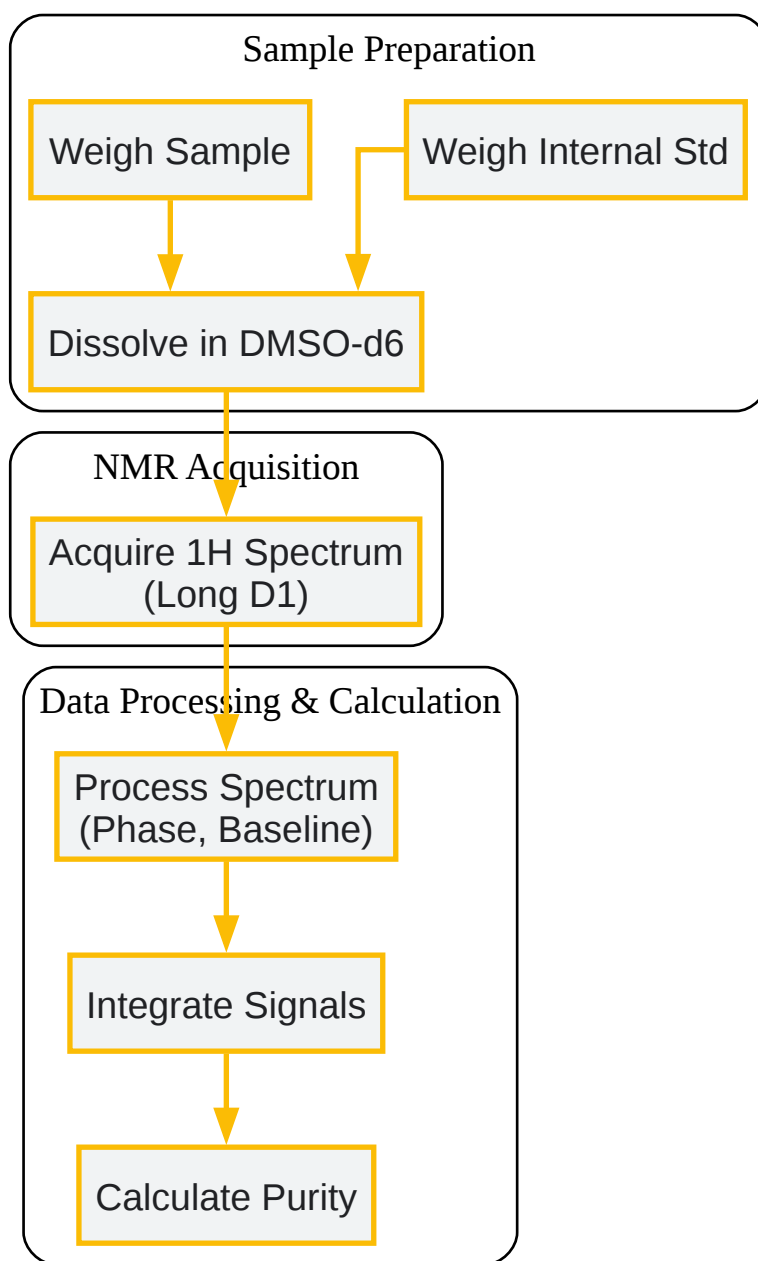 Sample Preparation
Weigh Sample
Weigh Internal Std
Dissolve in DMSO-d6
NMR Acquisition
Acquire 1H Spectrum
(Long D1)
Data Processing & Calculation
Process Spectrum
(Phase, Baseline)
Integrate Signals
Calculate Purity